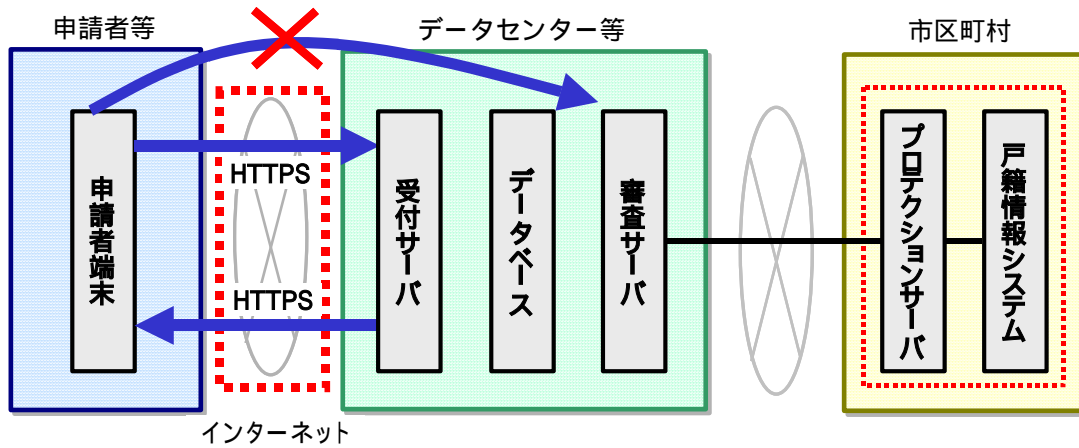 申請者等
データセンター等
市区町村
申請者端末
HTTPS
HTTPS
受付サーバ
データベース
審査サーバ
プロテクションサーバ
戸籍情報システム
インターネット